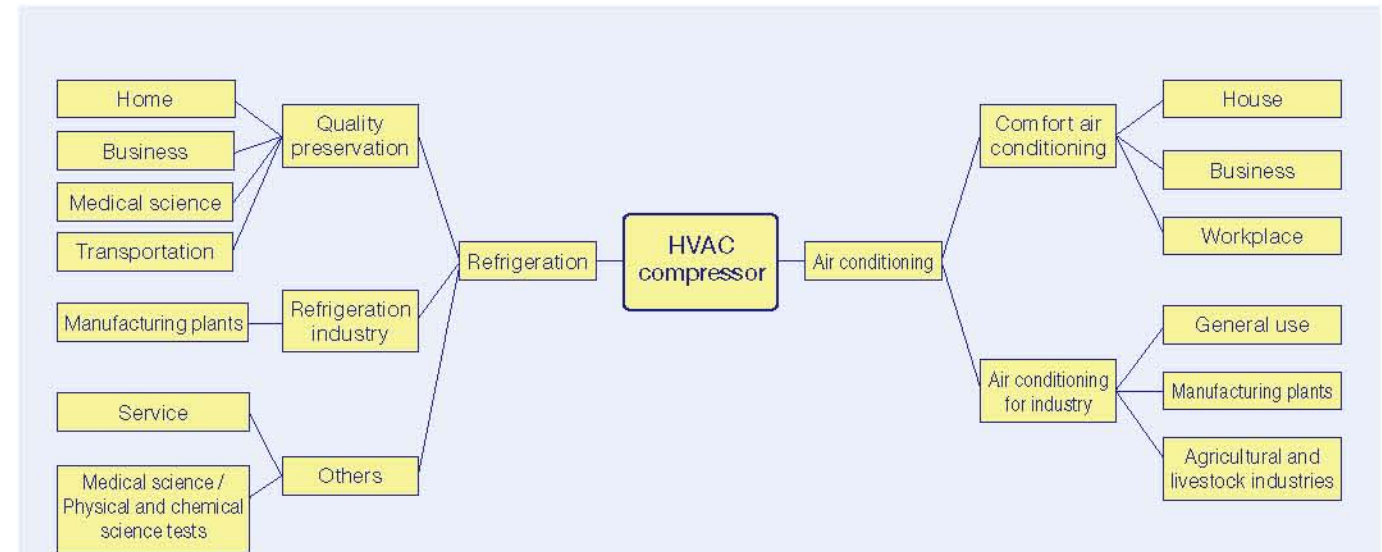 Home
Business
Medical science
Transportation
Quality
preservation
Manufacturing plants
Refrigeration
industry
Service
Medical science /
Physical and chemical
science tests
Others
Refrigeration
HVAC
compressor
Air conditioning
Comfort air
conditioning
House
Business
Workplace
Air conditioning
for industry
General use
Manufacturing plants
Agricultural and
livestock industries